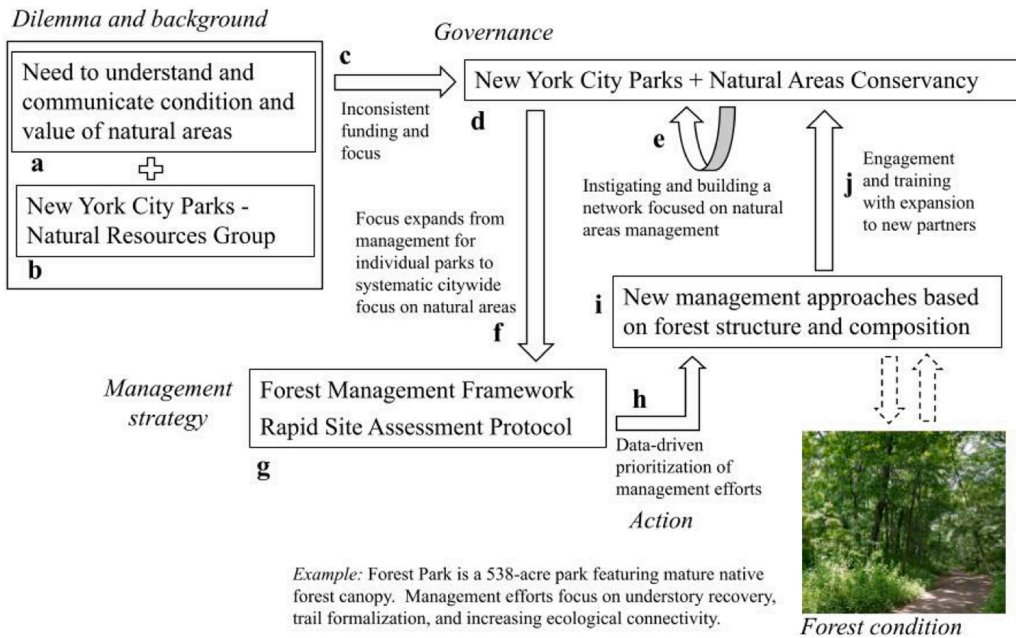 Dilemma and background
Need to understand and
communicate condition and
value of natural areas
a
New York City Parks -
Natural Resources Group
b
c
Inconsistent
funding and
focus
Governance
New York City Parks + Natural Areas Conservancy
d
e
Instigating and building a
network focused on natural
areas management
j
Engagement
and training
with expansion
to new partners
Focus expands from
management for
individual parks to
systematic citywide
focus on natural areas
f
i
New management approaches based
on forest structure and composition
Management
strategy
Forest Management Framework
Rapid Site Assessment Protocol
g
h
Data-driven
prioritization of
management efforts
Action
Example: Forest Park is a 538-acre park featuring mature native
forest canopy. Management efforts focus on understory recovery,
trail formalization, and increasing ecological connectivity.
Forest condition